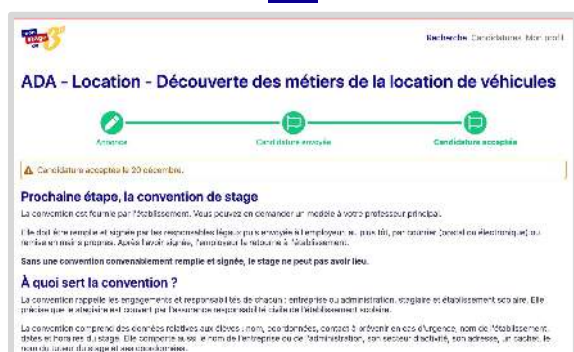 mon
stage
de 3e
Recherche Candidatures Mon profil
ADA - Location - Découverte des métiers de la location de véhicules
Annonce Candidature envoyée Candidature acceptée
Candidature acceptée le 20 décembre.
Prochaine étape, la convention de stage
La convention est fournie par l'établissement. Vous pouvez en demander un modèle à votre professeur principal.
Elle doit être remplie et signée par les responsables légaux puis envoyée à l'employeur au plus tôt, par courrier (postal ou électronique) ou
remise en mains propres. Après l'avoir signée, l'employeur la retourne à l'établissement.
Sans une convention convenablement remplie et signée, le stage ne peut pas avoir lieu.
À quoi sert la convention ?
La convention rappelle les engagements et responsabilités de chacun : entreprise ou administration, stagiaire et établissement scolaire. Elle
précise que le stagiaire est couvert par l'assurance responsabilité civile de l'établissement scolaire.
La convention comprend des données relatives aux élèves : nom, coordonnées, contact à prévenir en cas d'urgence, nom de l'établissement,
dates et horaires du stage. Elle comporte aussi le nom de l'entreprise ou de l'administration, son secteur d'activité, son adresse, un cachet, le
nom du tuteur du stage et ses coordonnées.